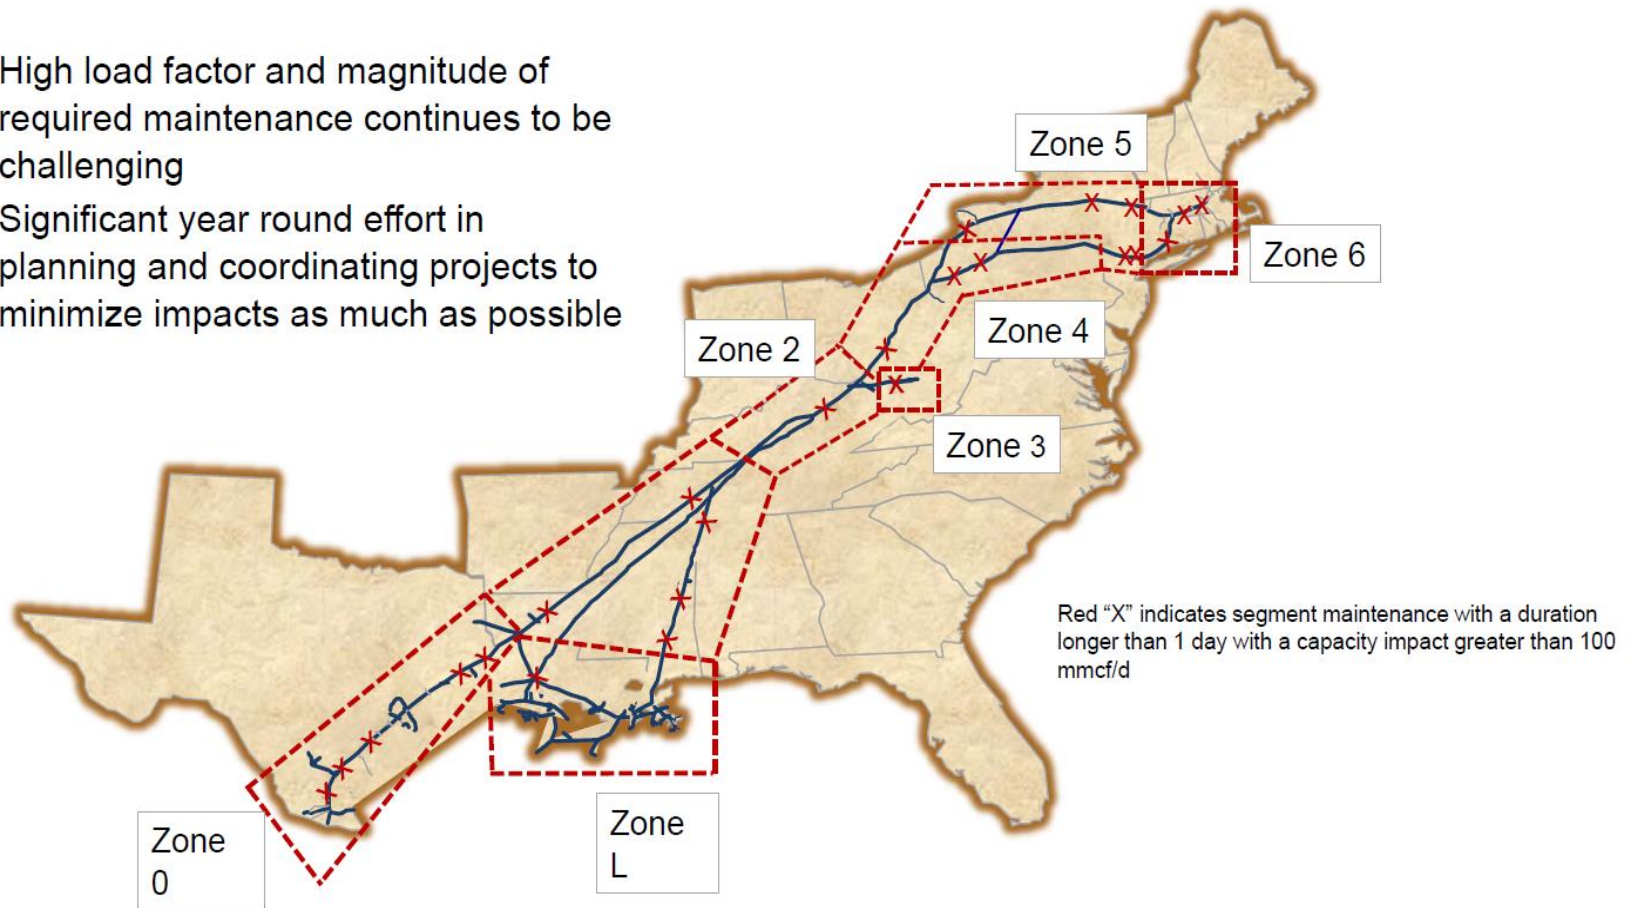 High load factor and magnitude of
required maintenance continues to be
challenging
Significant year round effort in
planning and coordinating projects to
minimize impacts as much as possible
Zone 5
Zone 6
Zone 4
Zone 2
Zone 3
Red “X” indicates segment maintenance with a duration
longer than 1 day with a capacity impact greater than 100
mmcf/d
Zone
0
Zone
L